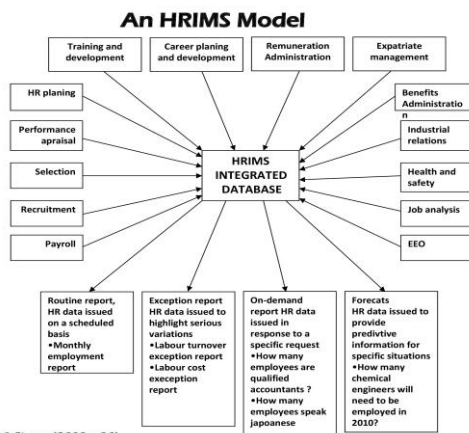 An HRIMS Model
Training and
development
Career planing
and development
Remuneration
Administration
Expatriate
management
HR planing
Performance
apraisal
Selection
Recruitment
Payroll
HRIMS
INTEGRATED
DATABASE
Benefits
Administratio
n
Industrial
relations
Health and
safety
Job analysis
EEO
Routine report,
HR data issued
on a scheduled
basis
•Monthly
employment
report
Exception report
HR data issued to
highlight serious
variations
•Labour turnover
exception report
•Labour cost
exeception
report
On-demand
report HR data
issued in
response to a
specific request
•How many
employees are
qualified
accountants ?
•How many
employees speak
japoanese
Forecats
HR data issued to
provide
predivtive
information for
specific situations
•How many
chemical
engineers will
need to be
employed in
2010?